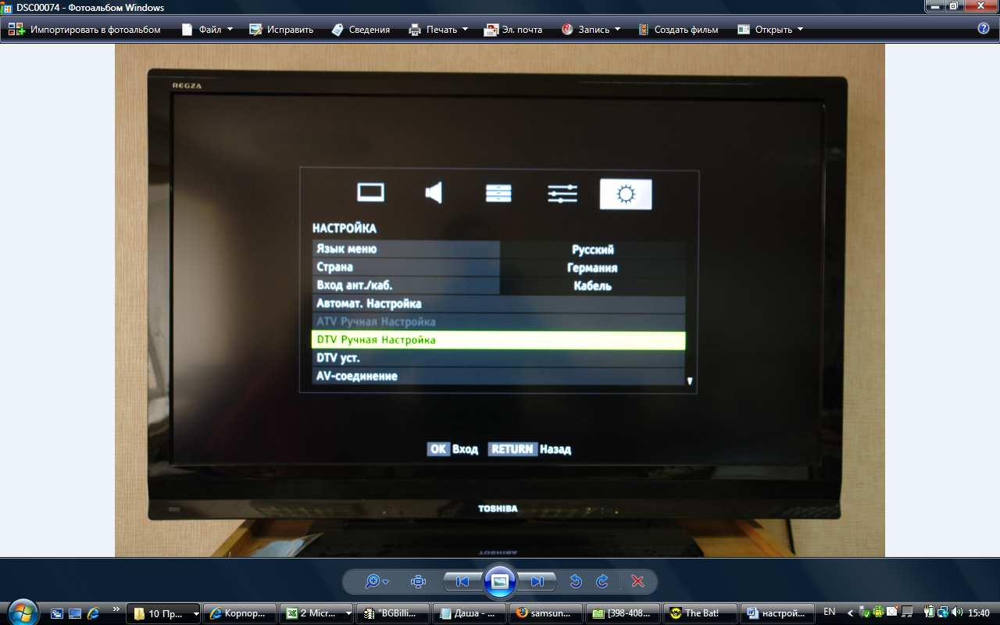 DSC00074 - Фотоальбом Windows
Импортировать в фотоальбом Файл Исправить Сведения Печать Эл. почта Запись Создать фильм Открыть
REGZA
НАСТРОЙКА
Язык меню Русский
Страна Германия
Вход ант./каб. Кабель
Автомат. Настройка
ATV Ручная Настройка
DTV Ручная Настройка
DTV уст.
AV-соединение
OK Вход RETURN Назад
TOSHIBA
10 Пр... Корпор... 2 Micr... "BGBilli... Даша - ... samsun... [398-408... The Bat! настрой... EN 15:40